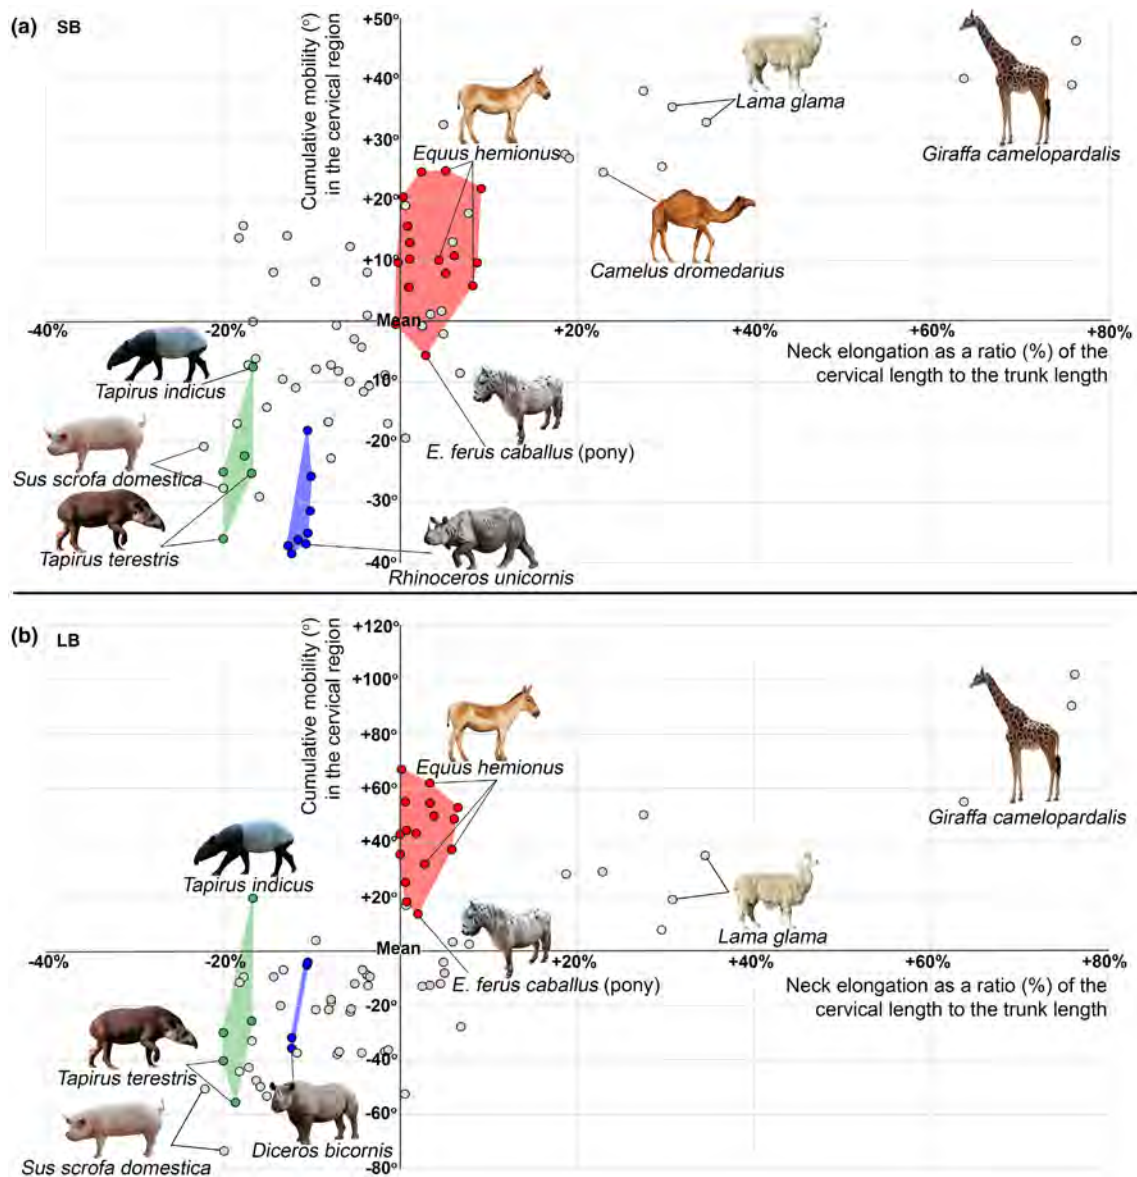 (a) SB
Cumulative mobility (°)
in the cervical region
+50°
+40°
+30°
+20°
+10°
Mean
-10°
-20°
-30°
-40°
-40%
-20%
+20%
+40%
+60%
+80%
Neck elongation as a ratio (%) of the
cervical length to the trunk length
Equus hemionus
Lama glama
Giraffa camelopardalis
Camelus dromedarius
Tapirus indicus
Sus scrofa domestica
Tapirus terestris
E. ferus caballus (pony)
Rhinoceros unicornis
(b) LB
Cumulative mobility (°)
in the cervical region
+120°
+100°
+80°
+60°
+40°
+20°
Mean
-20°
-40°
-60°
-80°
-40%
-20%
+20%
+40%
+60%
+80%
Neck elongation as a ratio (%) of the
cervical length to the trunk length
Equus hemionus
Giraffa camelopardalis
Tapirus indicus
Lama glama
E. ferus caballus (pony)
Tapirus terestris
Sus scrofa domestica
Diceros bicornis